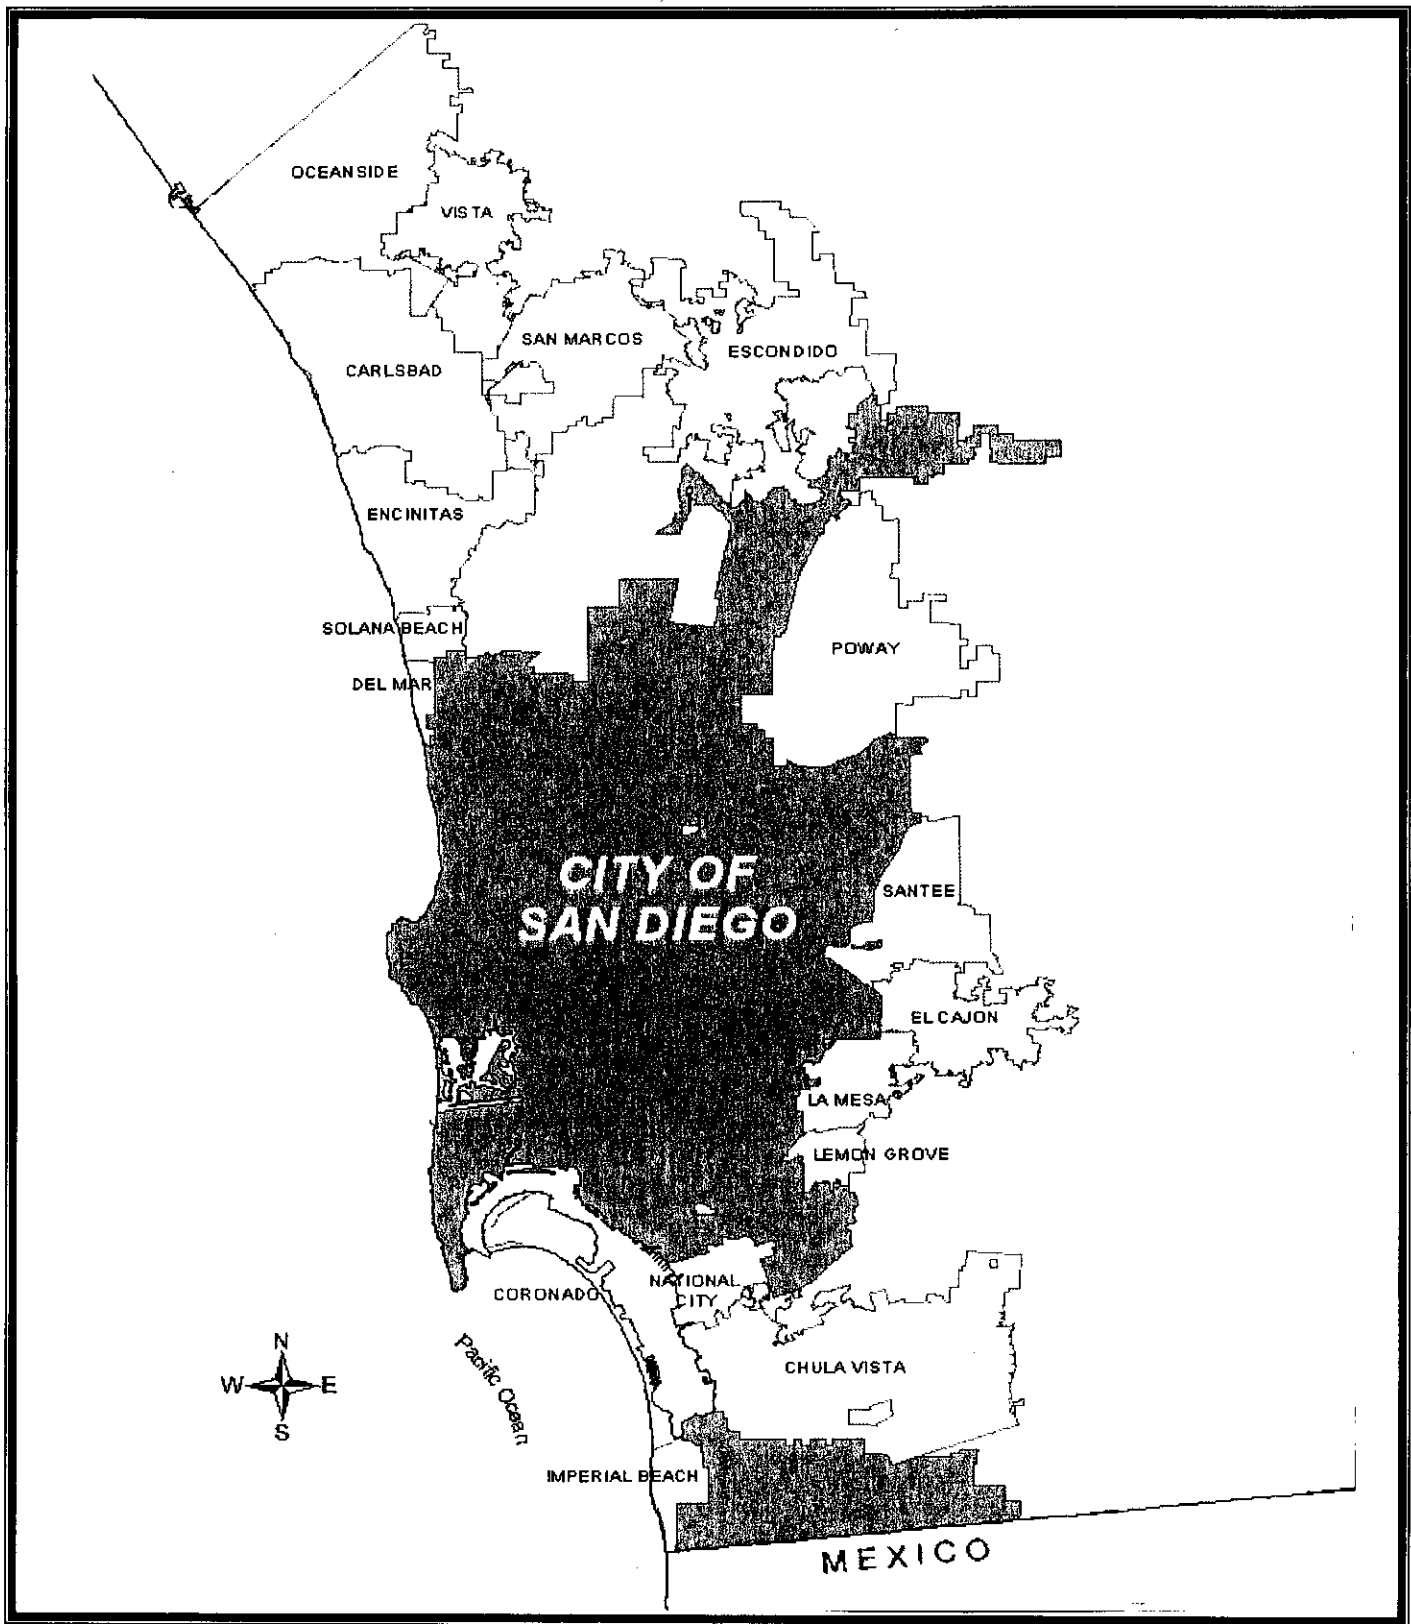 OCEANSIDE
VISTA
SAN MARCOS
ESCONDIDO
CARLSBAD
ENCINITAS
SOLANA BEACH
POWAY
DEL MAR
CITY OF
SAN DIEGO
SANTEE
EL CAJON
LA MESA
LEMON GROVE
CORONADO
NATIONAL
CITY
Pacific Ocean
N
W E
S
CHULA VISTA
IMPERIAL BEACH
MEXICO